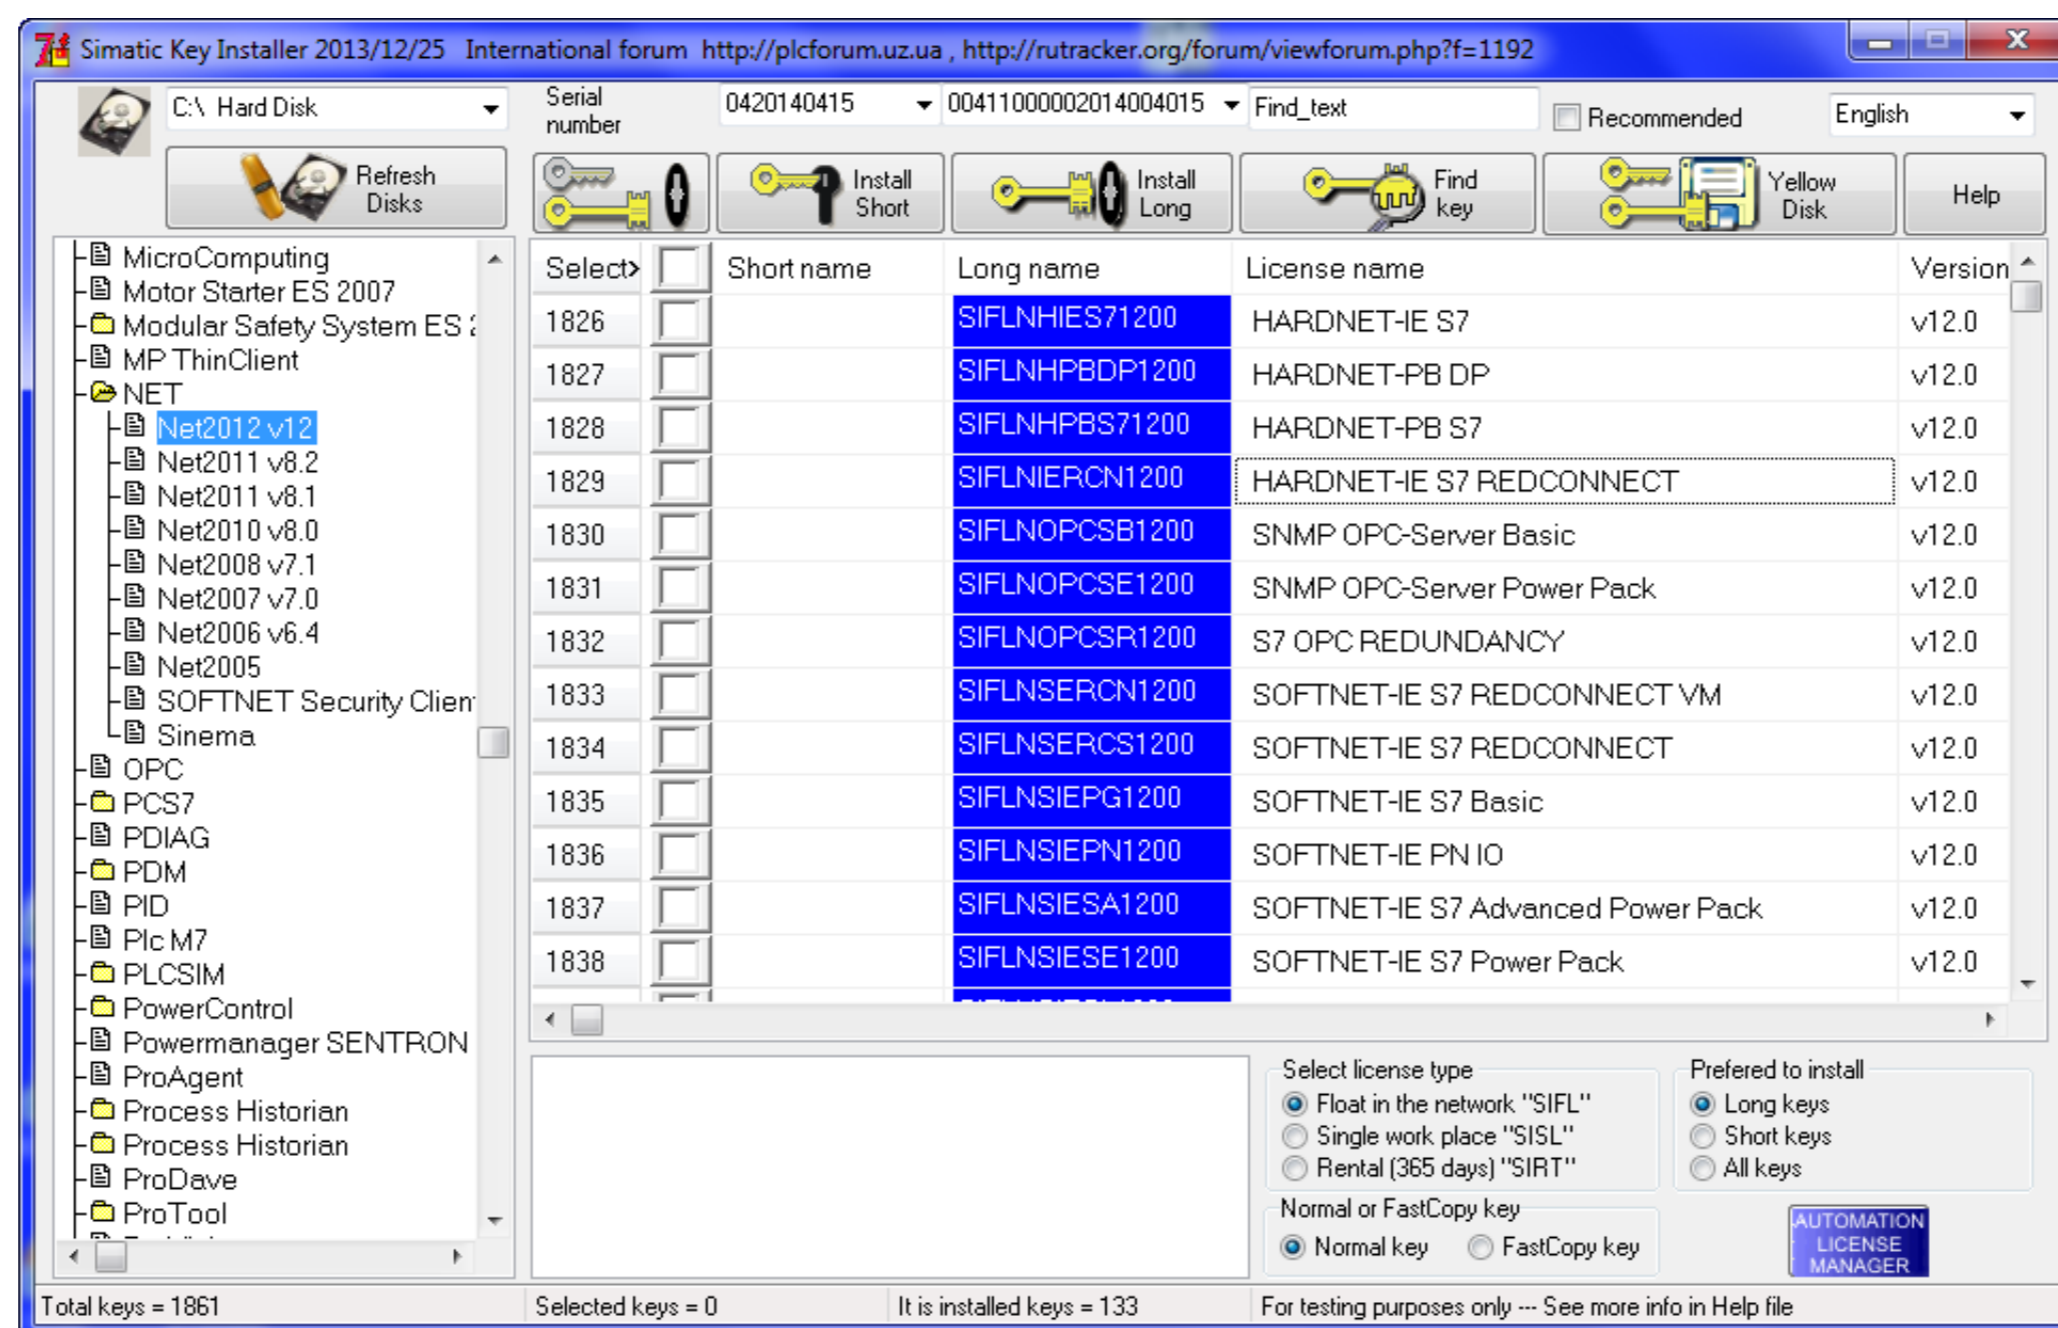 Simatic Key Installer 2013/12/25 International forum http://plcforum.uz.ua , http://rutracker.org/forum/viewforum.php?f=1192
C:\ Hard Disk
Serial number
0420140415
00411000002014004015
Find_text
Recommended
English
Refresh Disks
Install Short
Install Long
Find key
Yellow Disk
Help
MicroComputing
Motor Starter ES 2007
Modular Safety System ES
MP ThinClient
NET
Net2012 v12
Net2011 v8.2
Net2011 v8.1
Net2010 v8.0
Net2008 v7.1
Net2007 v7.0
Net2006 v6.4
Net2005
SOFTNET Security Clien
Sinema
OPC
PCS7
PDIAG
PDM
PID
Plc M7
PLCSIM
PowerControl
Powermanager SENTRON
ProAgent
Process Historian
Process Historian
ProDave
ProTool
Select> Short name Long name License name Version
1826 SIFLNHIES71200 HARDNET-IE S7 v12.0
1827 SIFLNHPBDP1200 HARDNET-PB DP v12.0
1828 SIFLNHPBS71200 HARDNET-PB S7 v12.0
1829 SIFLNIERCN1200 HARDNET-IE S7 REDCONNECT v12.0
1830 SIFLNOPCSB1200 SNMP OPC-Server Basic v12.0
1831 SIFLNOPCSE1200 SNMP OPC-Server Power Pack v12.0
1832 SIFLNOPCSR1200 S7 OPC REDUNDANCY v12.0
1833 SIFLNSERCN1200 SOFTNET-IE S7 REDCONNECT VM v12.0
1834 SIFLNSERCS1200 SOFTNET-IE S7 REDCONNECT v12.0
1835 SIFLNSIEPG1200 SOFTNET-IE S7 Basic v12.0
1836 SIFLNSIEPN1200 SOFTNET-IE PN IO v12.0
1837 SIFLNSIESA1200 SOFTNET-IE S7 Advanced Power Pack v12.0
1838 SIFLNSIESE1200 SOFTNET-IE S7 Power Pack v12.0
Select license type
Float in the network "SIFL"
Single work place "SISL"
Rental (365 days) "SIRT"
Prefered to install
Long keys
Short keys
All keys
Normal or FastCopy key
Normal key FastCopy key
AUTOMATION
LICENSE
MANAGER
Total keys = 1861 Selected keys = 0 It is installed keys = 133 For testing purposes only --- See more info in Help file